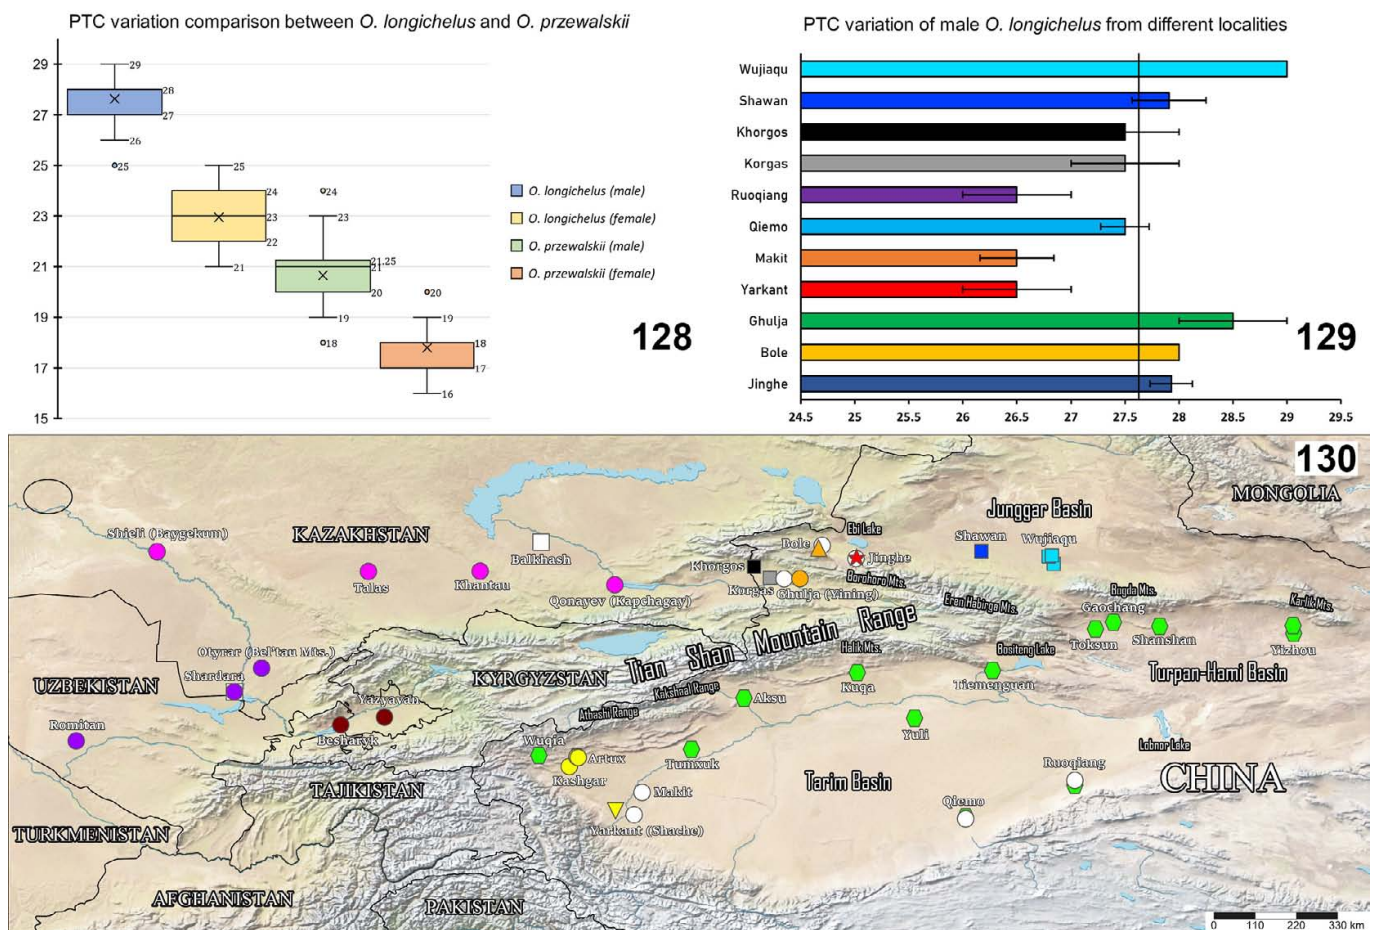 PTC variation comparison between O. longichelus and O. przewalskii
29
27
25
23
21
19
17
15
29
28
27
26
25
25
24
23
22
21
24
23
21.25
21
20
19
18
20
19
18
17
16
O. longichelus (male)
O. longichelus (female)
O. przewalskii (male)
O. przewalskii (female)
128
PTC variation of male O. longichelus from different localities
Wujiaqu
Shawan
Khorgos
Korgas
Ruoqiang
Qiemo
Makit
Yarkant
Ghulja
Bole
Jinghe
24.5 25 25.5 26 26.5 27 27.5 28 28.5 29 29.5
129
130
MONGOLIA
Junggar Basin
Shieli (Baygekum)
KAZAKHSTAN
Balkhash
Ebi Lake
Bole
Jinghe
Shawan
Wujiaqu
Khorgos
Talas
Khantau
Qonayev (Kapchagay)
Korgas
Ghulja (Yining)
Borohoro Mts.
Eren Habirga Mts.
Bogda Mts.
Karlik Mts.
Gaochang
Toksun
Shanshan
Yizhou
Tian Shan Mountain Range
Otyrar (Bel'tau Mts.)
Shardara
UZBEKISTAN
KYRGYZSTAN
Halik Mts.
Bositeng Lake
Turpan-Hami Basin
Kuqa
Tiemenguan
Kakshaal Range
Aksu
Atbashi Range
Yazyavan
Besharyk
Romitan
Yuli
Lobnor Lake
Wuqia
Artux
Kashgar
Tumxuk
Ruoqiang
Tarim Basin
CHINA
TAJIKISTAN
Makit
Qiemo
Yarkant (Shache)
TURKMENISTAN
AFGHANISTAN
PAKISTAN
0 110 220 330 km